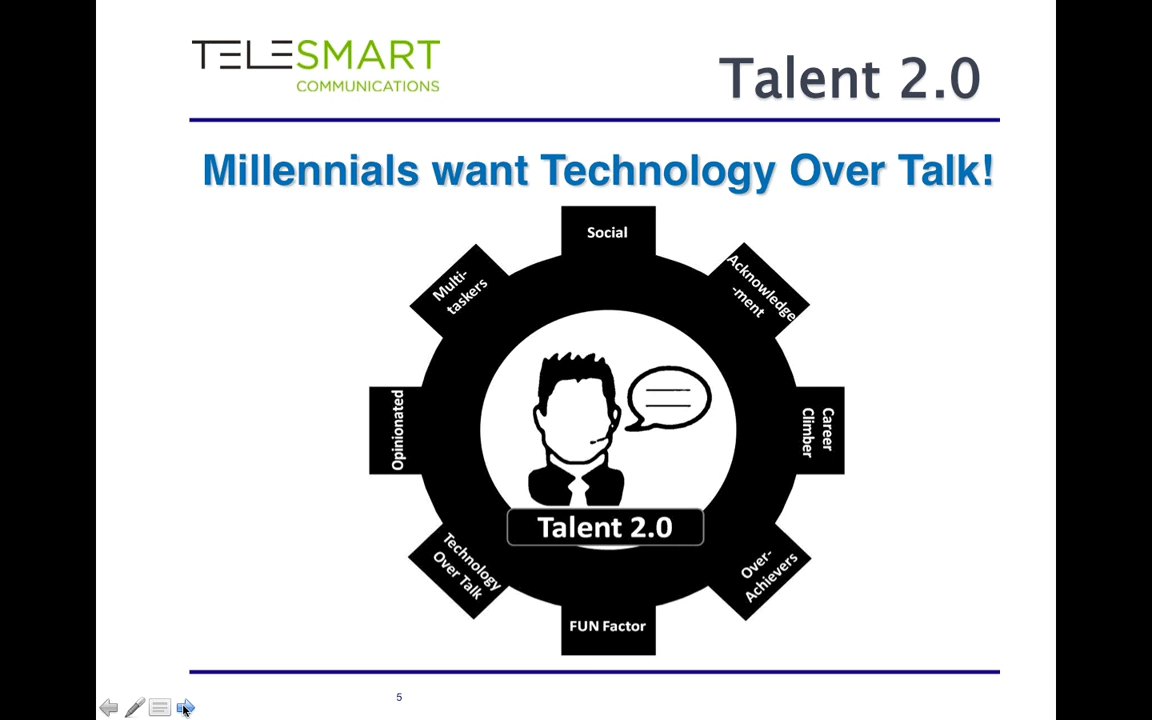 TELESMART
COMMUNICATIONS
Talent 2.0
Millennials want Technology Over Talk!
Social
Acknowledge
-ment
Career
Climber
Over-
Achievers
FUN Factor
Technology
Over Talk
Opinionated
Multi-
taskers
Talent 2.0
5